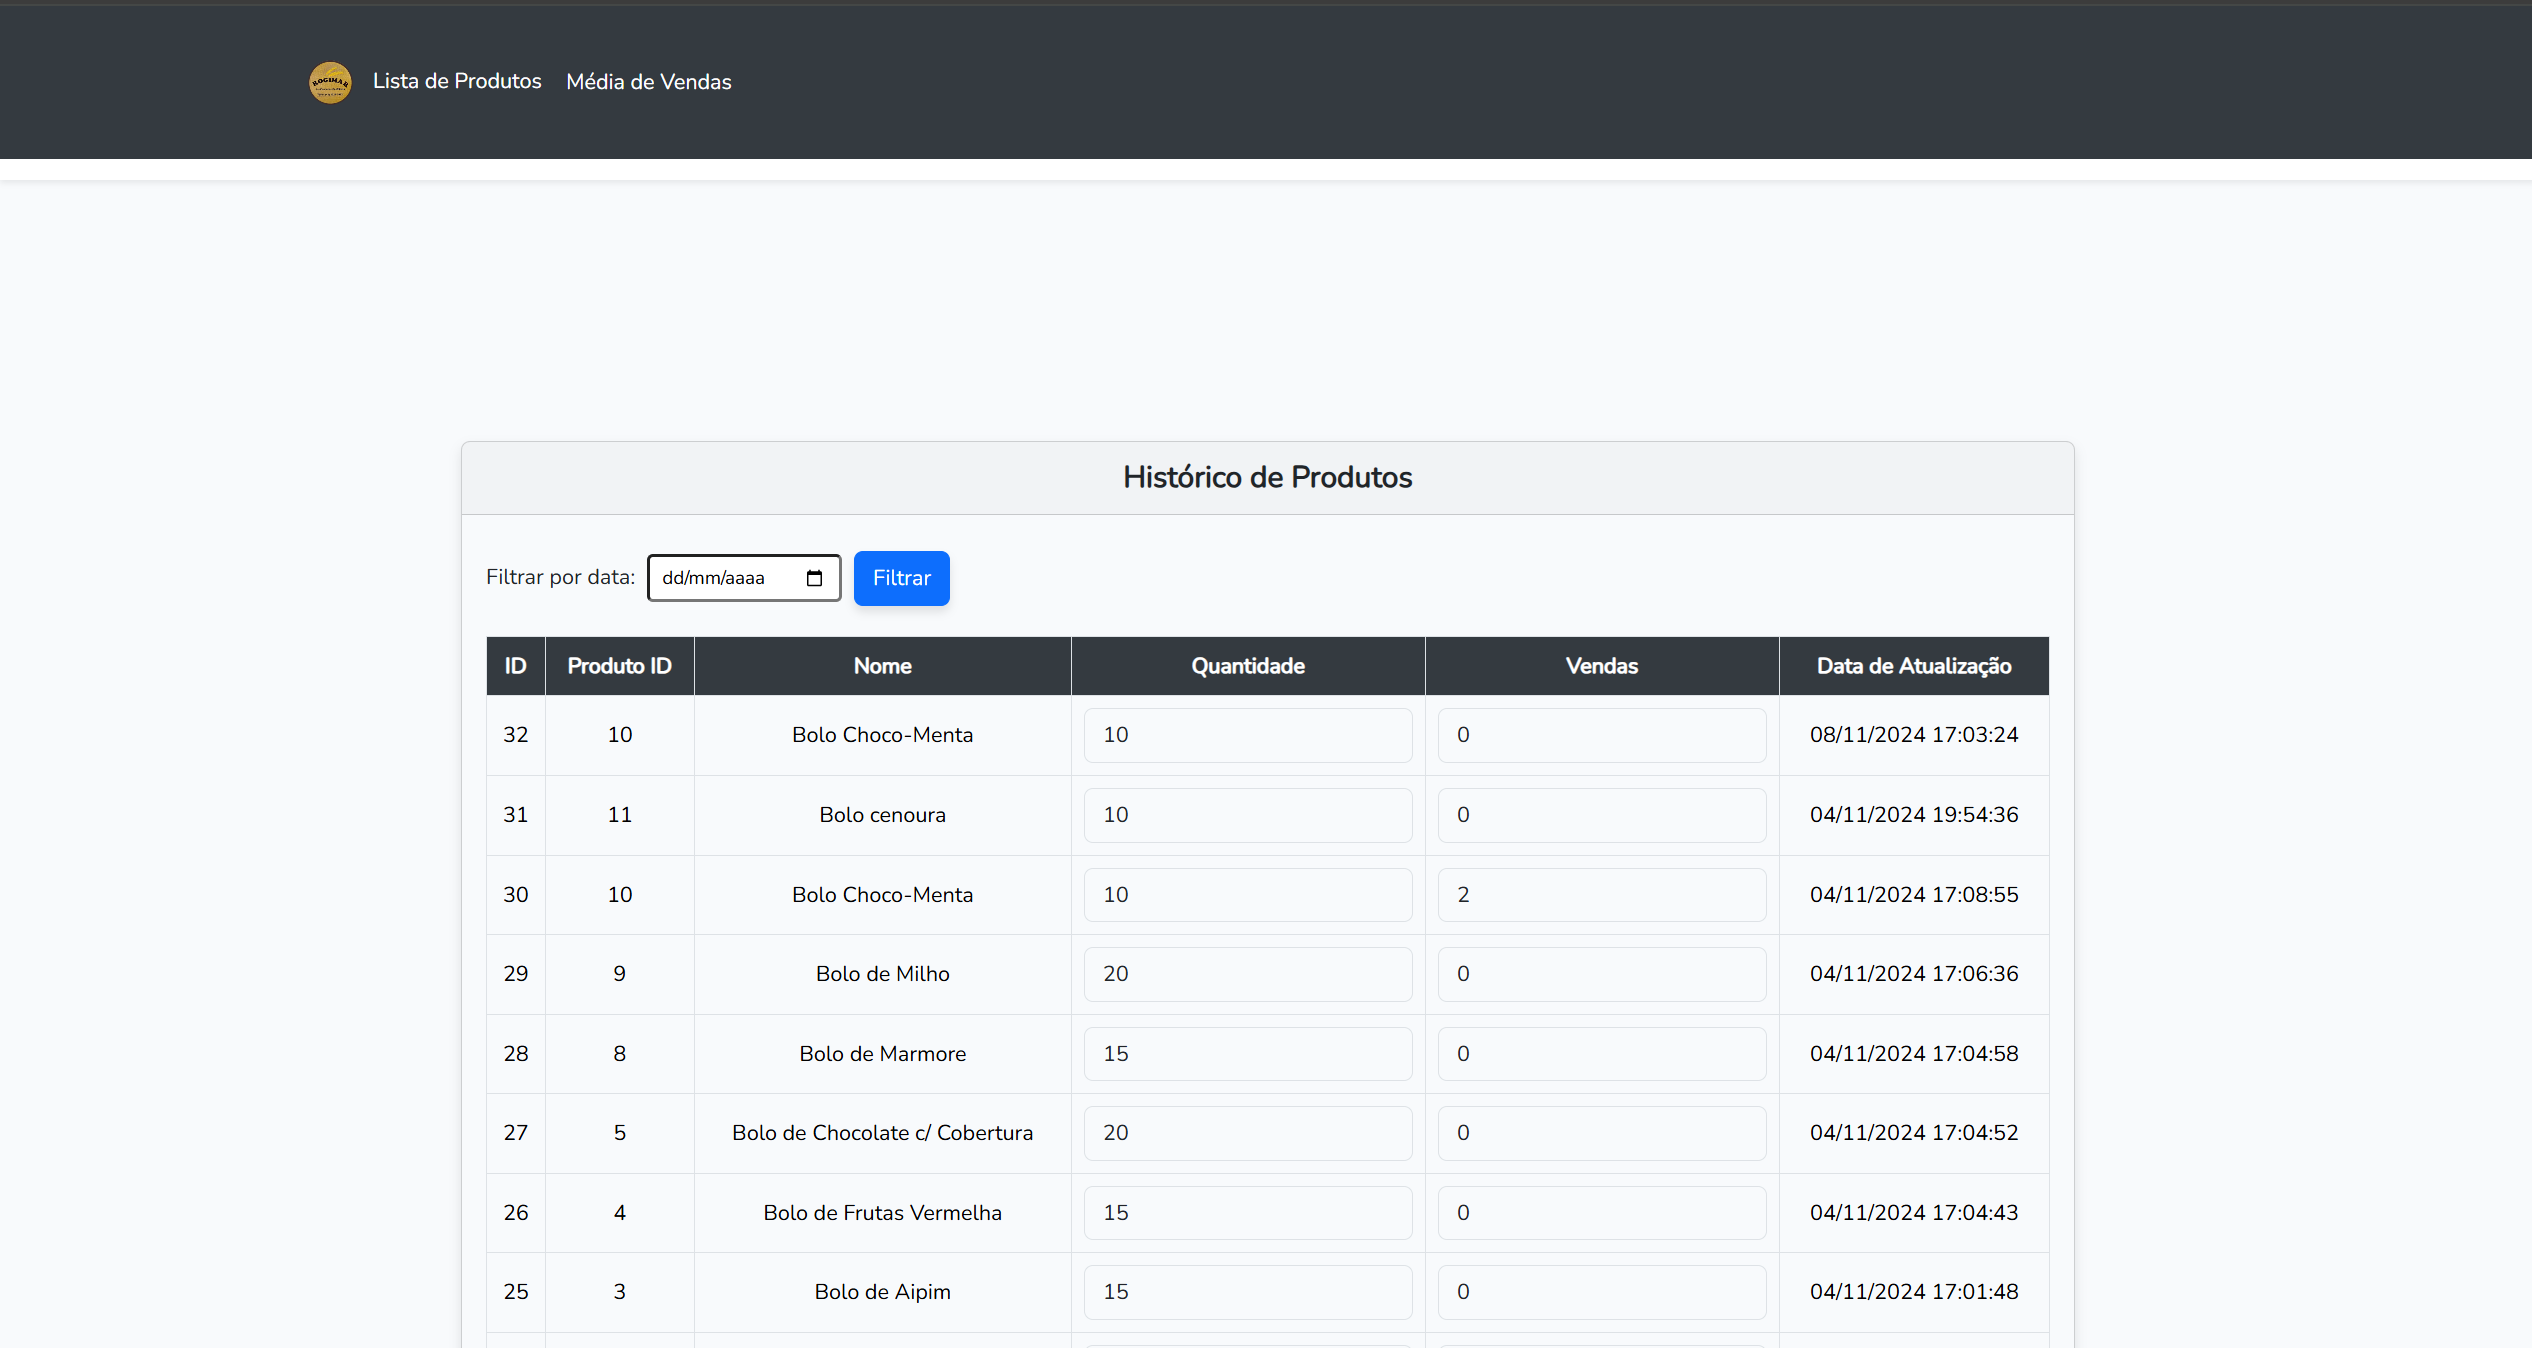 ROGIMAR
Lista de Produtos Média de Vendas
Histórico de Produtos
Filtrar por data: dd/mm/aaaa Filtrar
ID Produto ID Nome Quantidade Vendas Data de Atualização
32 10 Bolo Choco-Menta 10 0 08/11/2024 17:03:24
31 11 Bolo cenoura 10 0 04/11/2024 19:54:36
30 10 Bolo Choco-Menta 10 2 04/11/2024 17:08:55
29 9 Bolo de Milho 20 0 04/11/2024 17:06:36
28 8 Bolo de Marmore 15 0 04/11/2024 17:04:58
27 5 Bolo de Chocolate c/ Cobertura 20 0 04/11/2024 17:04:52
26 4 Bolo de Frutas Vermelha 15 0 04/11/2024 17:04:43
25 3 Bolo de Aipim 15 0 04/11/2024 17:01:48